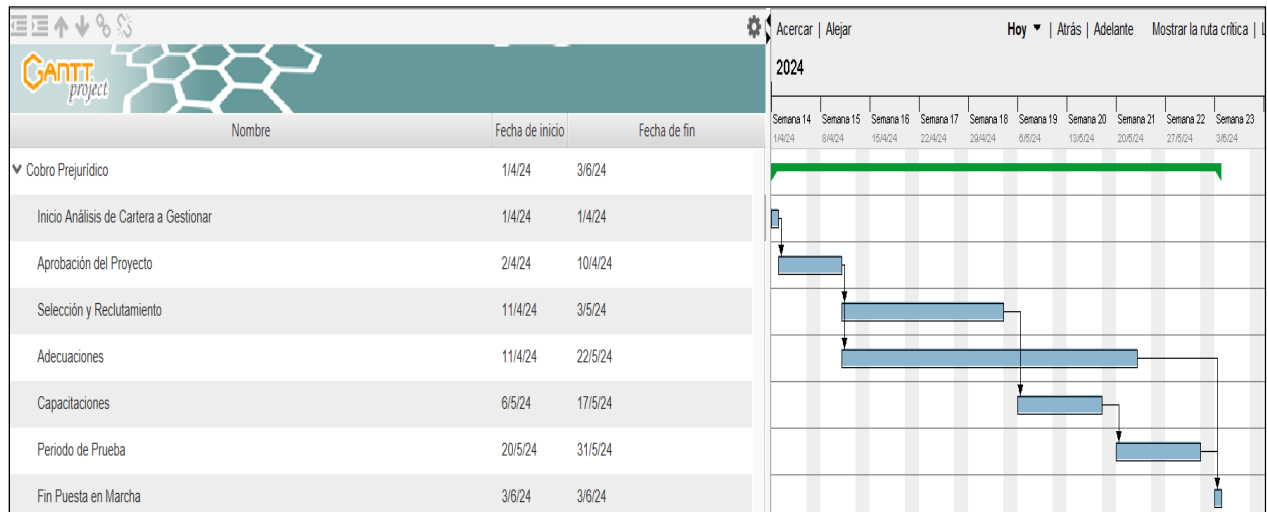 Acercar | Alejar Hoy ▼ | Atrás | Adelante Mostrar la ruta crítica | L
GANTT project
2024
Nombre Fecha de inicio Fecha de fin
Semana 14 Semana 15 Semana 16 Semana 17 Semana 18 Semana 19 Semana 20 Semana 21 Semana 22 Semana 23
1/4/24 8/4/24 15/4/24 22/4/24 29/4/24 6/5/24 13/5/24 20/5/24 27/5/24 3/6/24
Cobro Prejurídico 1/4/24 3/6/24
Inicio Análisis de Cartera a Gestionar 1/4/24 1/4/24
Aprobación del Proyecto 2/4/24 10/4/24
Selección y Reclutamiento 11/4/24 3/5/24
Adecuaciones 11/4/24 22/5/24
Capacitaciones 6/5/24 17/5/24
Periodo de Prueba 20/5/24 31/5/24
Fin Puesta en Marcha 3/6/24 3/6/24